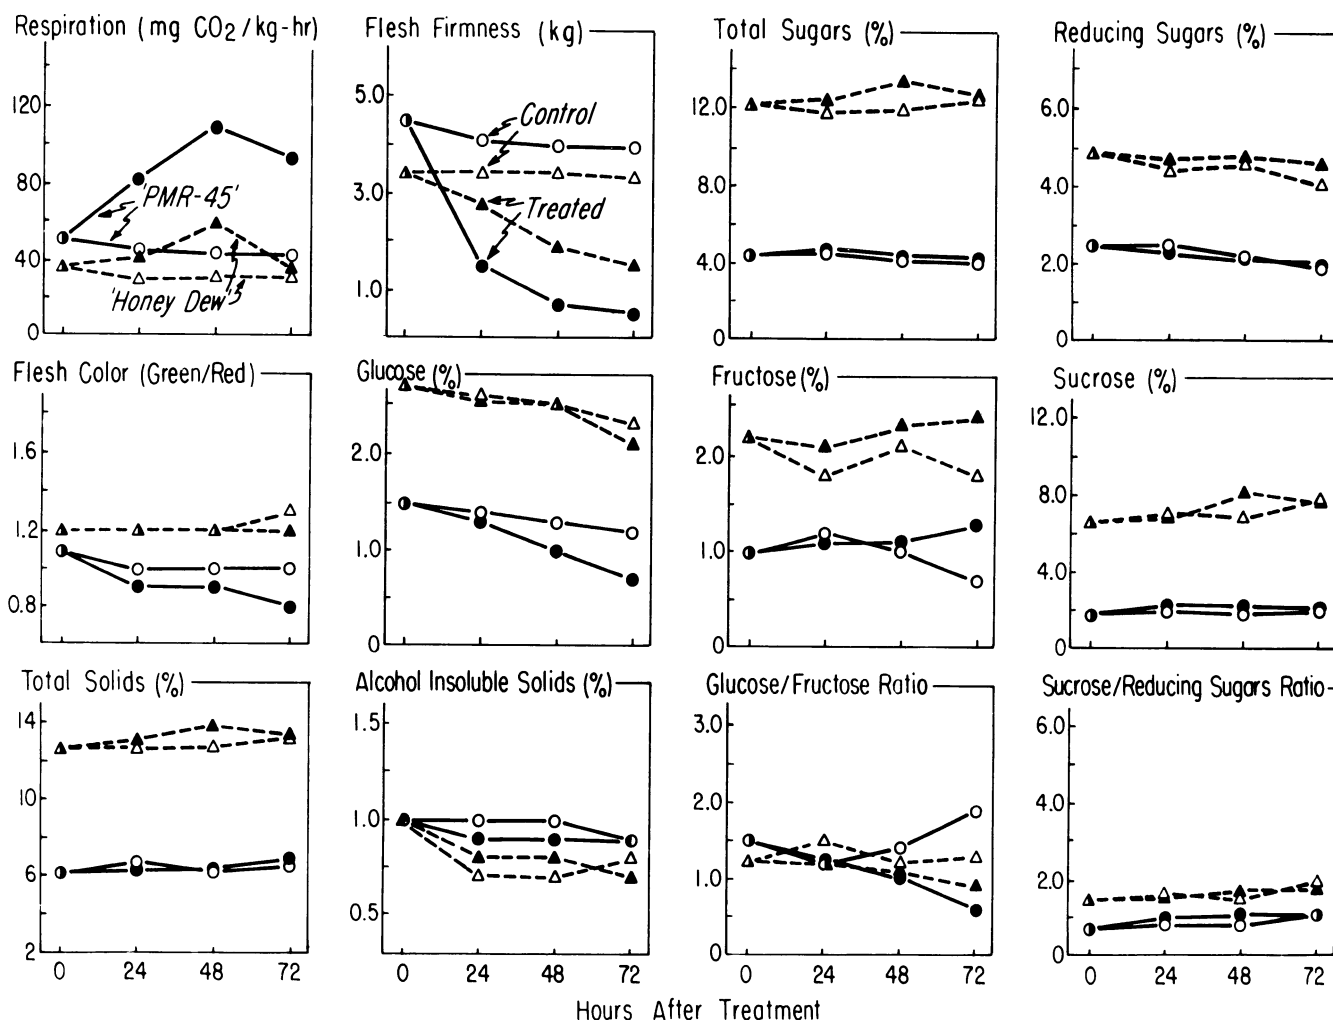 Respiration (mg CO2/kg-hr)
120
80
40
0
'PMR-45'
'Honey Dew'
Flesh Firmness (kg)
5.0
3.0
1.0
Control
Treated
Total Sugars (%)
12.0
8.0
4.0
0
Reducing Sugars (%)
6.0
4.0
2.0
0
Flesh Color (Green/Red)
1.6
1.2
0.8
Glucose (%)
2.0
1.0
0
Fructose (%)
2.0
1.0
0
Sucrose (%)
12.0
8.0
4.0
0
Total Solids (%)
14
10
6
2
0 24 48 72
Alcohol Insoluble Solids (%)
1.5
1.0
0.5
0 24 48 72
Glucose/Fructose Ratio
3.0
2.0
1.0
0
0 24 48 72
Sucrose/Reducing Sugars Ratio
6.0
4.0
2.0
0
0 24 48 72
Hours After Treatment